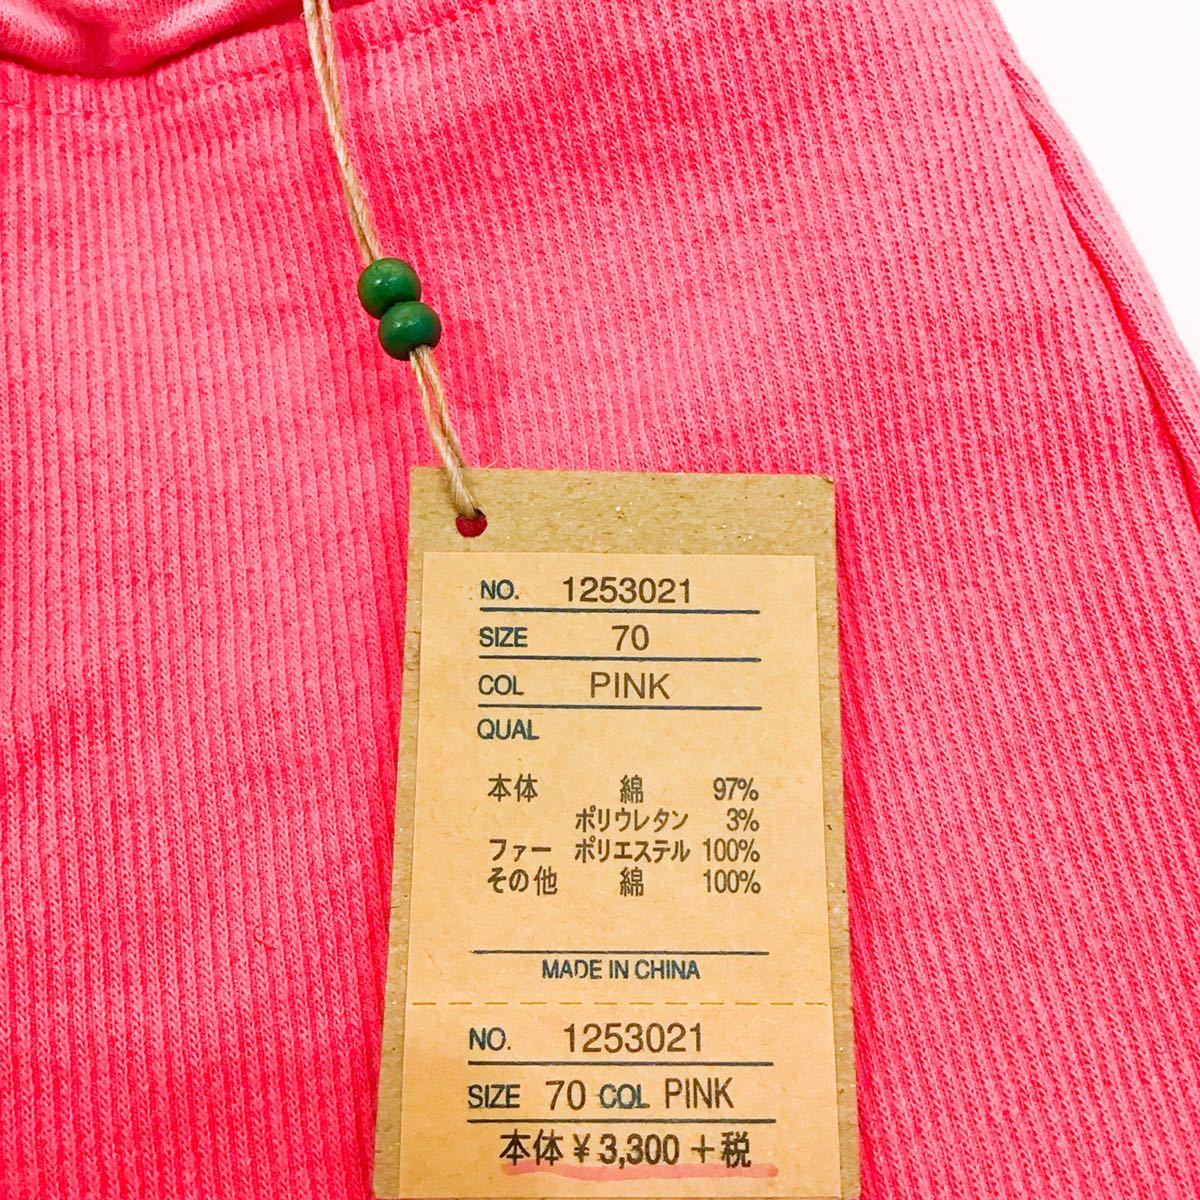 NO. 1253021
SIZE 70
COL PINK
QUAL
本体 綿 97%
ポリウレタン 3%
ファー ポリエステル 100%
その他 綿 100%
MADE IN CHINA
NO. 1253021
SIZE 70 COL PINK
本体¥3,300+税